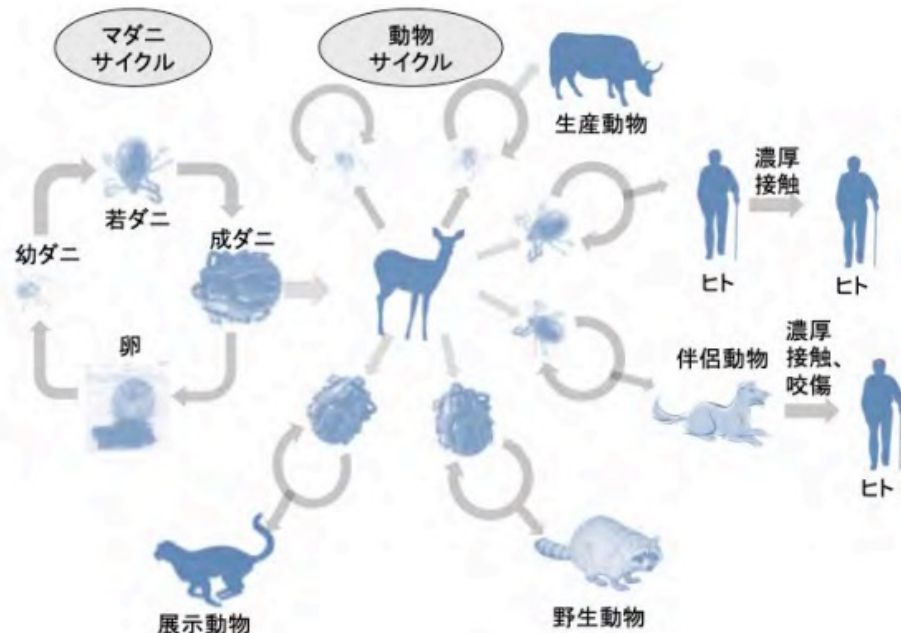 マダニ
サイクル
動物
サイクル
生産動物
濃厚
接触
若ダニ
幼ダニ
成ダニ
ヒト
ヒト
卵
伴侶動物
濃厚
接触、
咬傷
ヒト
展示動物
野生動物